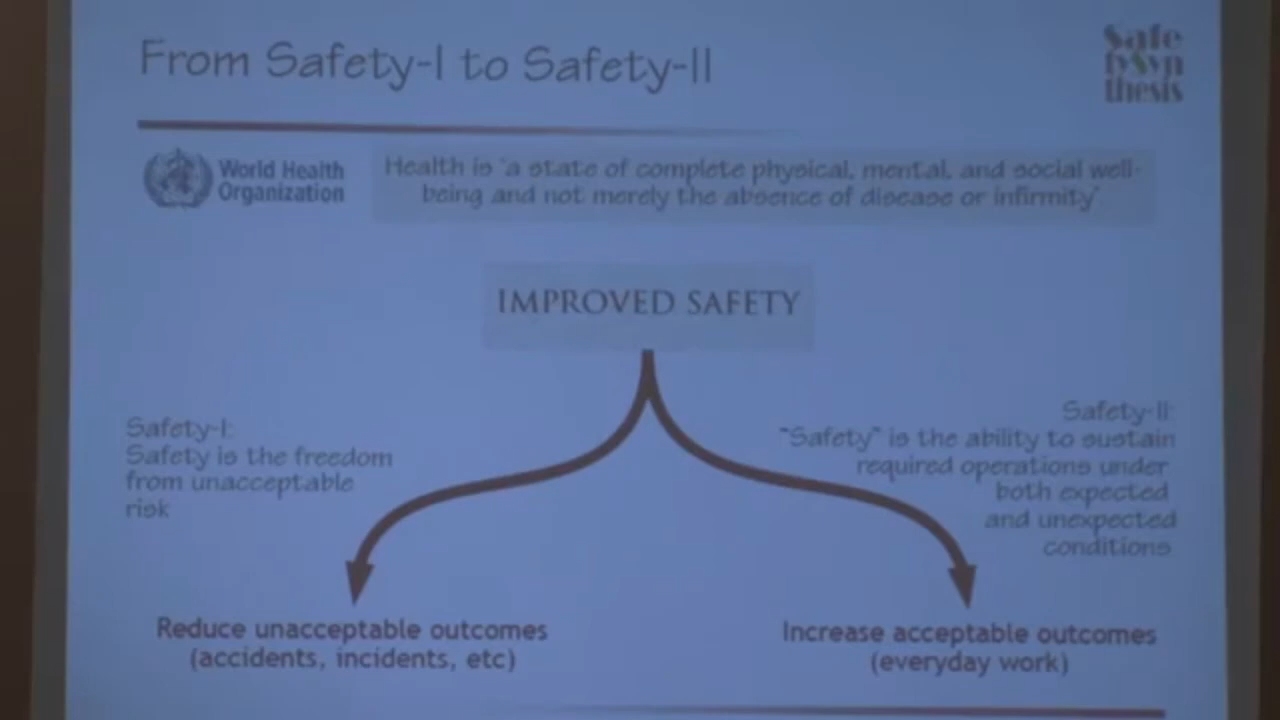 From Safety-I to Safety-II
Safe
tySyn
thesis
World Health
Organization
Health is 'a state of complete physical, mental, and social well-
being and not merely the absence of disease or infirmity'.
IMPROVED SAFETY
Safety-I:
Safety is the freedom
from unacceptable
risk
Safety-II:
"Safety" is the ability to sustain
required operations under
both expected
and unexpected
conditions
Reduce unacceptable outcomes
(accidents, incidents, etc)
Increase acceptable outcomes
(everyday work)